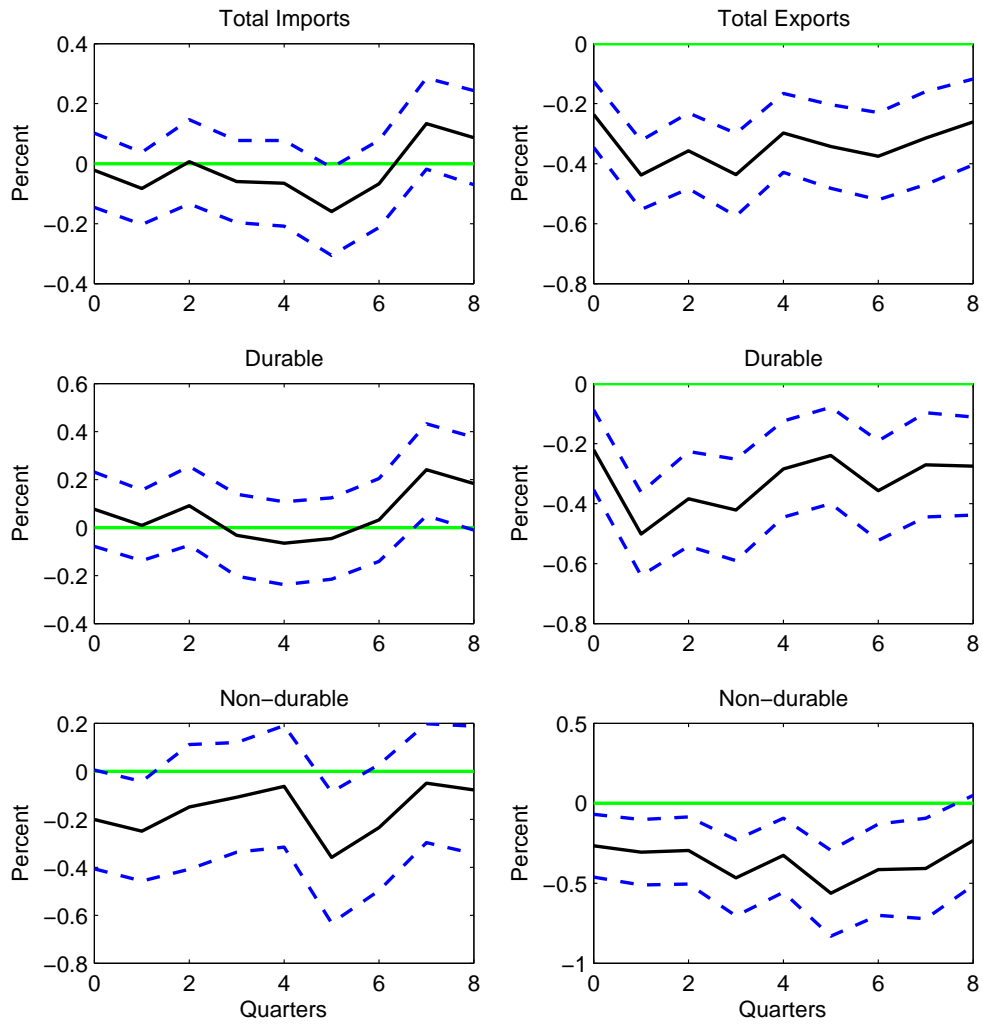 Total Imports
Percent
0.4
0.2
0
−0.2
−0.4
0 2 4 6 8
Total Exports
Percent
0
−0.2
−0.4
−0.6
−0.8
0 2 4 6 8
Durable
Percent
0.6
0.4
0.2
0
−0.2
−0.4
0 2 4 6 8
Durable
Percent
0
−0.2
−0.4
−0.6
−0.8
0 2 4 6 8
Non−durable
Percent
0.2
0
−0.2
−0.4
−0.6
−0.8
0 2 4 6 8
Quarters
Non−durable
Percent
0.5
0
−0.5
−1
0 2 4 6 8
Quarters